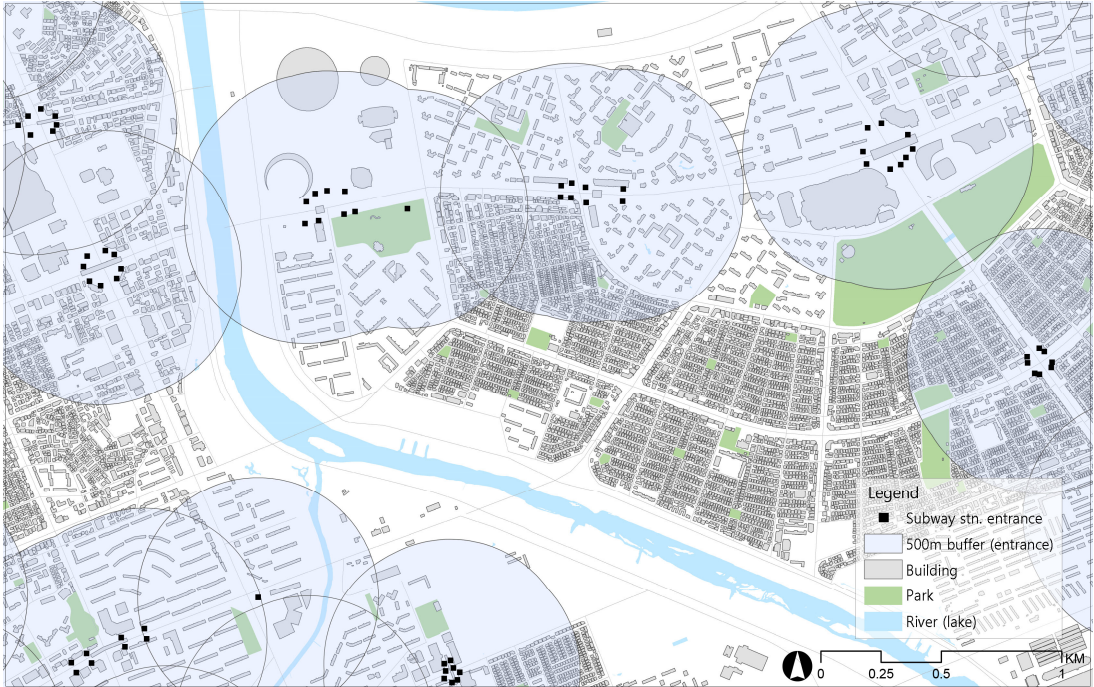 Legend
Subway stn. entrance
500m buffer (entrance)
Building
Park
River (lake)
KM
0 0.25 0.5 1